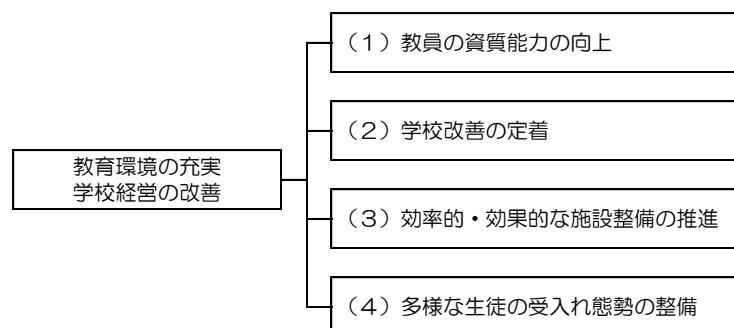 教育環境の充実
学校経営の改善
（１）教員の資質能力の向上
（２）学校改善の定着
（３）効率的・効果的な施設整備の推進
（４）多様な生徒の受入れ態勢の整備